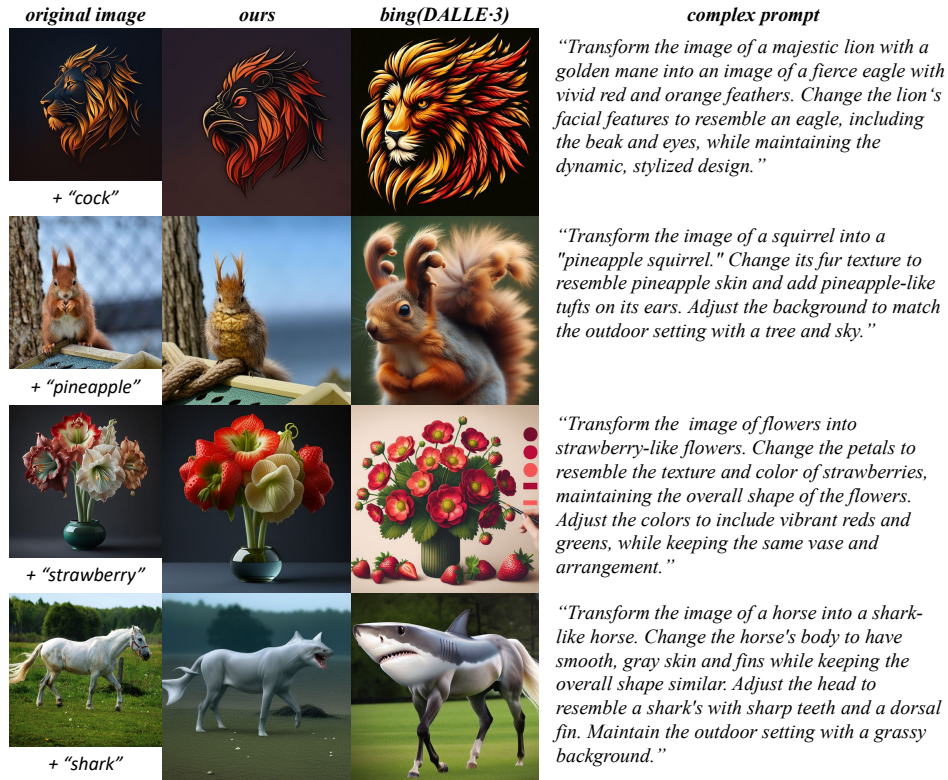 original image
ours
bing(DALLE·3)
complex prompt
+ “cock”
“Transform the image of a majestic lion with a
golden mane into an image of a fierce eagle with
vivid red and orange feathers. Change the lion‘s
facial features to resemble an eagle, including
the beak and eyes, while maintaining the
dynamic, stylized design.”
+ “pineapple”
“Transform the image of a squirrel into a
"pineapple squirrel." Change its fur texture to
resemble pineapple skin and add pineapple-like
tufts on its ears. Adjust the background to match
the outdoor setting with a tree and sky.”
+ “strawberry”
“Transform the  image of flowers into
strawberry-like flowers. Change the petals to
resemble the texture and color of strawberries,
maintaining the overall shape of the flowers.
Adjust the colors to include vibrant reds and
greens, while keeping the same vase and
arrangement.”
+ “shark”
“Transform the image of a horse into a shark-
like horse. Change the horse's body to have
smooth, gray skin and fins while keeping the
overall shape similar. Adjust the head to
resemble a shark's with sharp teeth and a dorsal
fin. Maintain the outdoor setting with a grassy
background.”